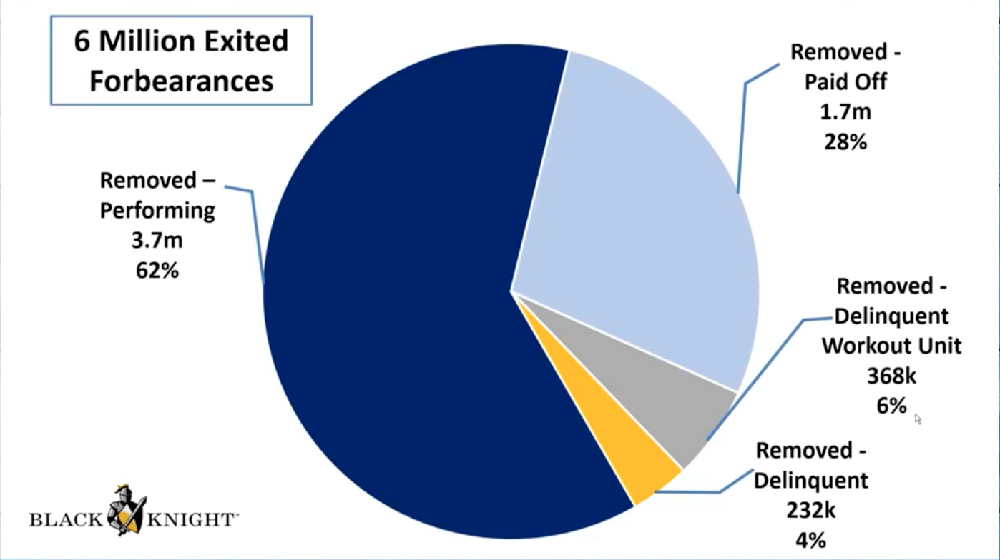 6 Million Exited
Forbearances
Removed -
Paid Off
1.7m
28%
Removed –
Performing
3.7m
62%
Removed -
Delinquent
Workout Unit
368k
6%
Removed -
Delinquent
232k
4%
BLACK KNIGHT